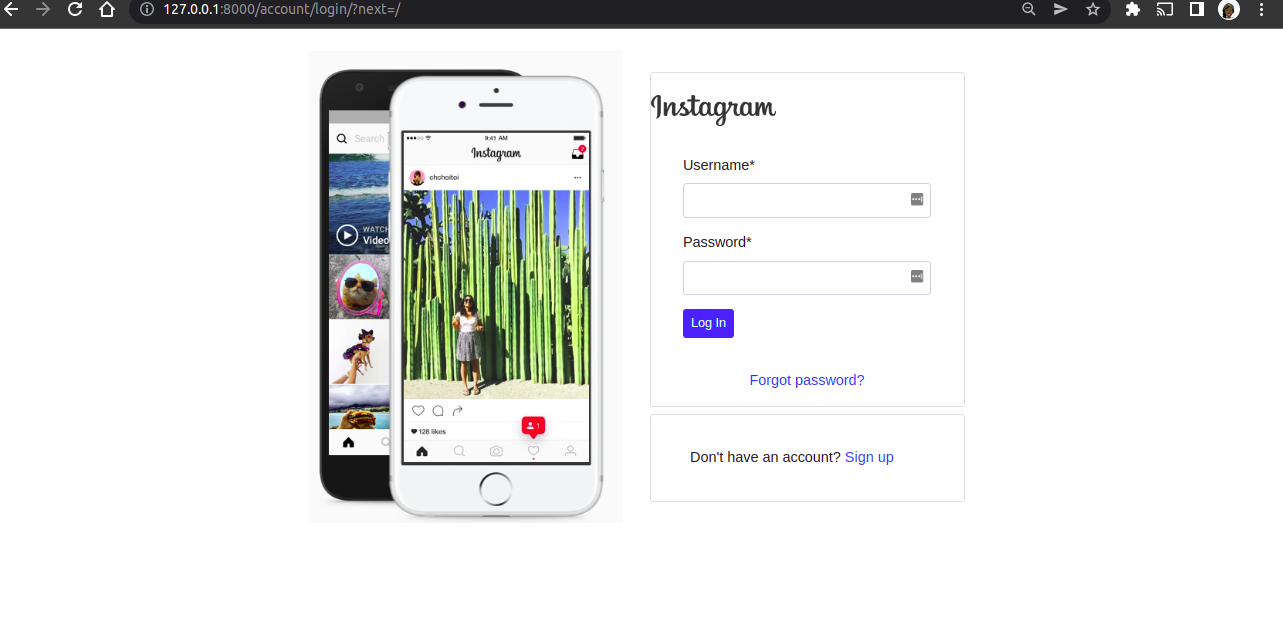 127.0.0.1:8000/account/login/?next=/
Search
WATCH
Video
9:41 AM
Instagram
2
chchoitoi
128 likes
1
Instagram
Username*
Password*
Log In
Forgot password?
Don't have an account? Sign up